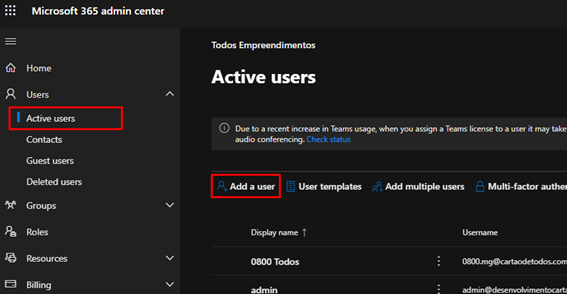 Microsoft 365 admin center
Home
Users
Active users
Contacts
Guest users
Deleted users
Groups
Roles
Resources
Billing
Todos Empreendimentos
Active users
Due to a recent increase in Teams usage, when you assign a Teams license to a user it may take
audio conferencing. Check status
Add a user User templates Add multiple users Multi-factor authe
Display name ↑ Username
0800 Todos 0800.mg@cartaodetodos.com
admin admin@desenvolvimentocarta